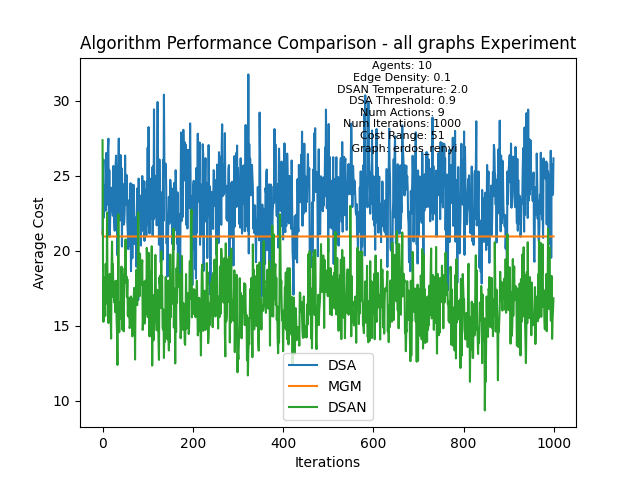 Algorithm Performance Comparison - all graphs Experiment
Agents: 10
Edge Density: 0.1
DSAN Temperature: 2.0
DSA Threshold: 0.9
Num Actions: 9
Num Iterations: 1000
Cost Range: 51
Graph: erdos_renyi
Average Cost
30
25
20
15
10
DSA
MGM
DSAN
0 200 400 600 800 1000
Iterations